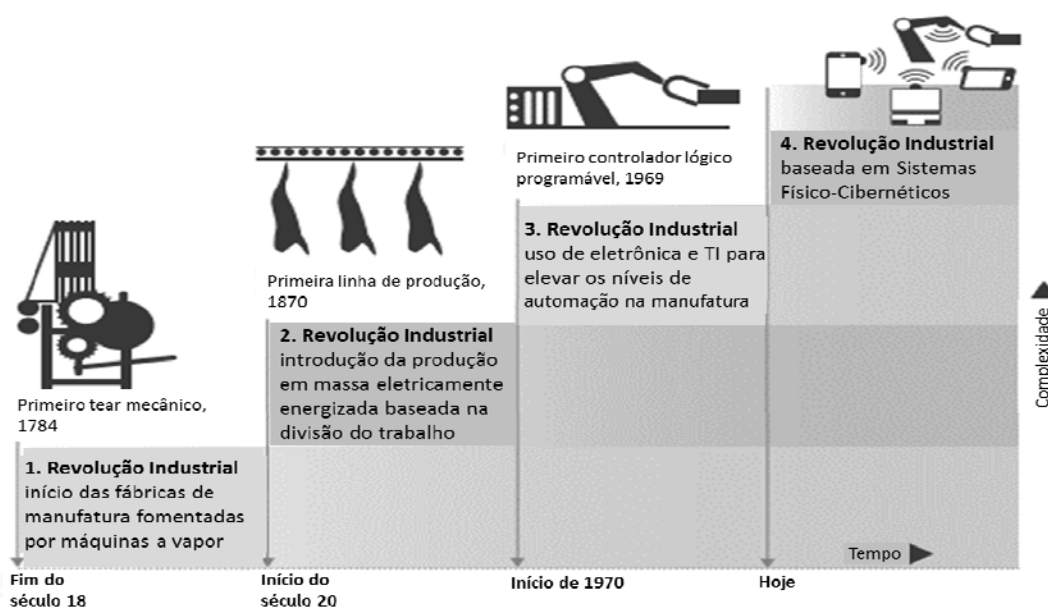 Primeiro tear mecânico,
1784
1. Revolução Industrial
início das fábricas de
manufatura fomentadas
por máquinas a vapor
Fim do
século 18
Primeira linha de produção,
1870
2. Revolução Industrial
introdução da produção
em massa eletricamente
energizada baseada na
divisão do trabalho
Início do
século 20
Primeiro controlador lógico
programável, 1969
3. Revolução Industrial
uso de eletrônica e TI para
elevar os níveis de
automação na manufatura
Início de 1970
4. Revolução Industrial
baseada em Sistemas
Físico-Cibernéticos
Hoje
Tempo
Complexidade